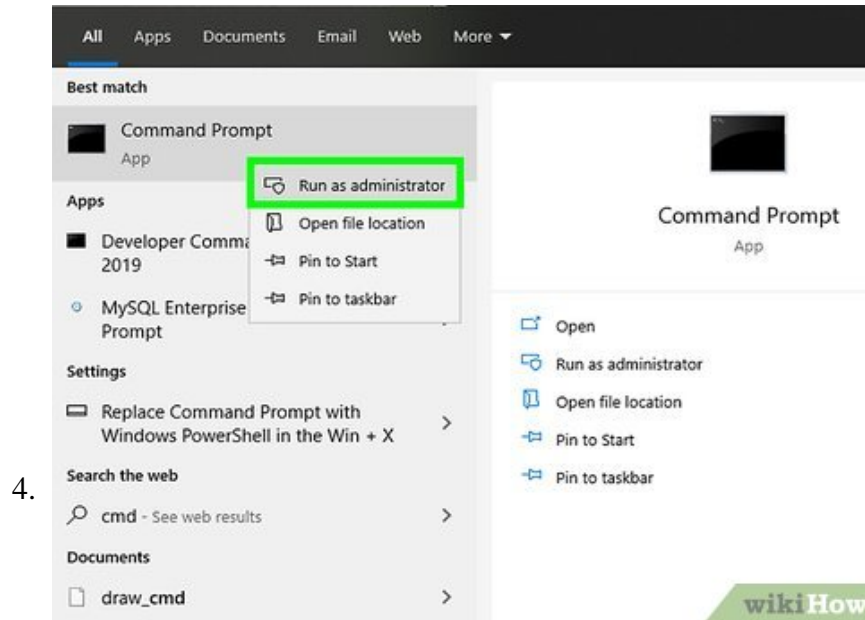 All Apps Documents Email Web More
Best match
Command Prompt
App
Run as administrator
Apps
Open file location
Developer Comma
2019
Pin to Start
MySQL Enterprise
Prompt
Pin to taskbar
Settings
Replace Command Prompt with
Windows PowerShell in the Win + X
Search the web
4.
cmd - See web results
Documents
draw_cmd
Command Prompt
App
Open
Run as administrator
Open file location
Pin to Start
Pin to taskbar
wikiHow